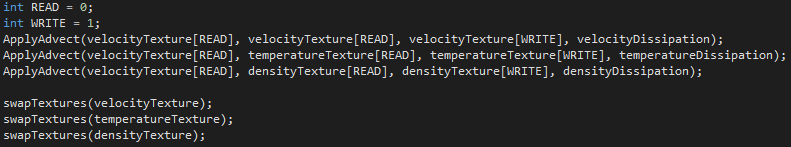 int READ = 0;
int WRITE = 1;
ApplyAdvect(velocityTexture[READ], velocityTexture[READ], velocityTexture[WRITE], velocityDissipation);
ApplyAdvect(velocityTexture[READ], temperatureTexture[READ], temperatureTexture[WRITE], temperatureDissipation);
ApplyAdvect(velocityTexture[READ], densityTexture[READ], densityTexture[WRITE], densityDissipation);
swapTextures(velocityTexture);
swapTextures(temperatureTexture);
swapTextures(densityTexture);